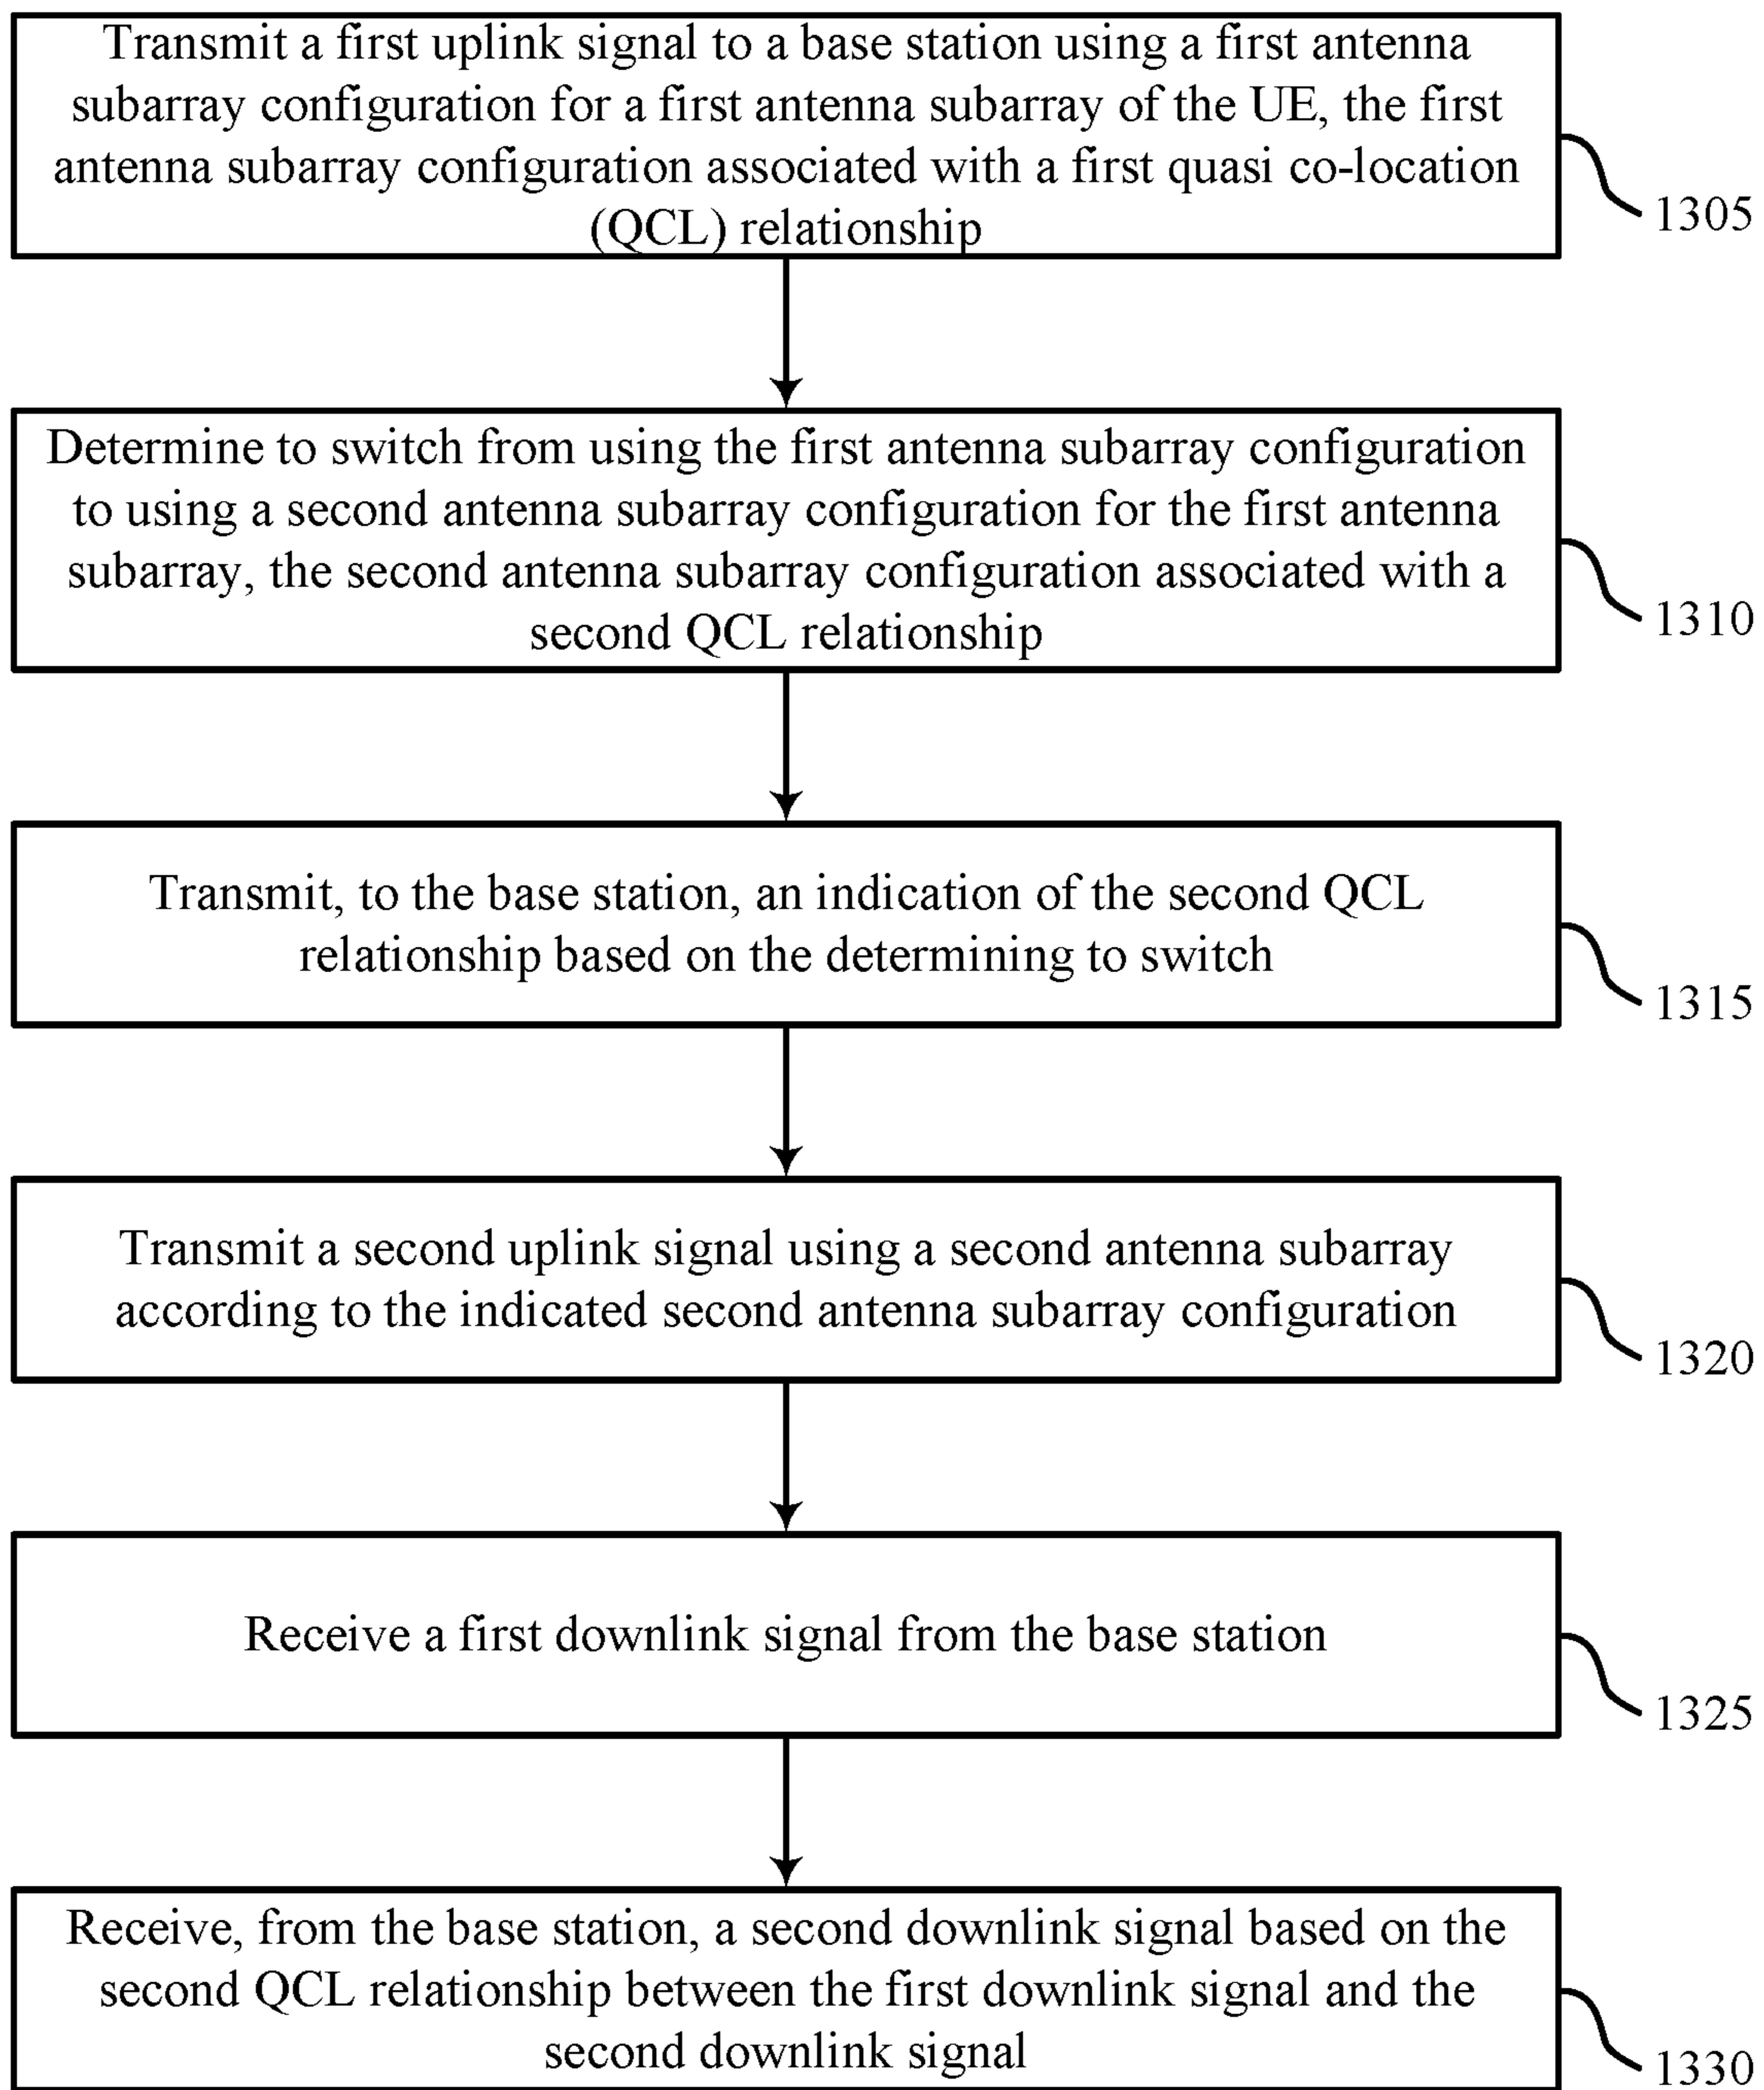 Transmit a first uplink signal to a base station using a first antenna
subarray configuration for a first antenna subarray of the UE, the first
antenna subarray configuration associated with a first quasi co-location
(QCL) relationship
1305
Determine to switch from using the first antenna subarray configuration
to using a second antenna subarray configuration for the first antenna
subarray, the second antenna subarray configuration associated with a
second QCL relationship
1310
Transmit, to the base station, an indication of the second QCL
relationship based on the determining to switch
1315
Transmit a second uplink signal using a second antenna subarray
according to the indicated second antenna subarray configuration
1320
Receive a first downlink signal from the base station
1325
Receive, from the base station, a second downlink signal based on the
second QCL relationship between the first downlink signal and the
second downlink signal
1330